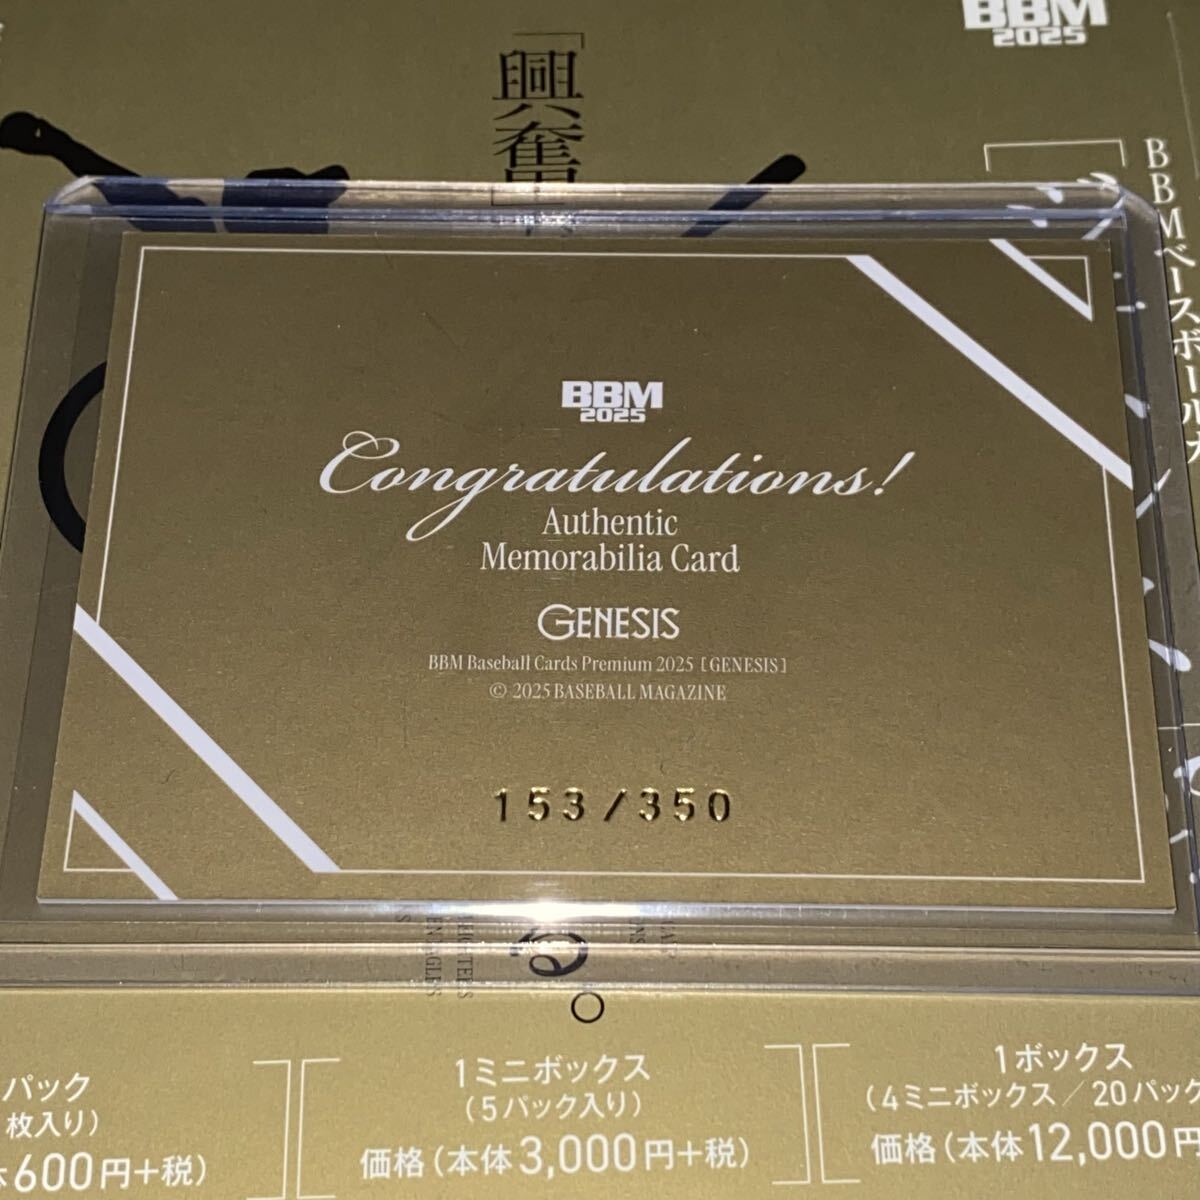 BBM
2025
「興奮」
BBMベースボールカ
BBM
2025
Congratulations!
Authentic
Memorabilia Card
GENESIS
BBM Baseball Cards Premium 2025 [GENESIS]
© 2025 BASEBALL MAGAZINE
153/350
パック
枚入り)
600円+税)
1ミニボックス
(5パック入り)
価格(本体3,000円+税)
1ボックス
(4ミニボックス/20パック
価格(本体12,000円